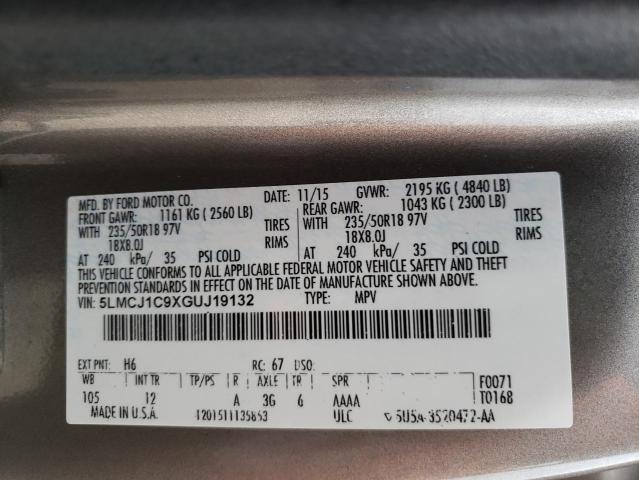 MFD. BY FORD MOTOR CO. DATE: 11/15 GVWR: 2195 KG ( 4840 LB)
FRONT GAWR: 1161 KG ( 2560 LB) REAR GAWR: 1043 KG ( 2300 LB)
WITH 235/50R18 97V TIRES WITH 235/50R18 97V TIRES
18X8.0J RIMS 18X8.0J RIMS
AT 240 kPa/ 35 PSI COLD AT 240 kPa/ 35 PSI COLD
THIS VEHICLE CONFORMS TO ALL APPLICABLE FEDERAL MOTOR VEHICLE SAFETY AND THEFT
PREVENTION STANDARDS IN EFFECT ON THE DATE OF MANUFACTURE SHOWN ABOVE.
VIN: 5LMCJ1C9XGUJ19132 TYPE: MPV
EXT PNT: H6 RC: 67 DSO:
WB INT TR TP/PS R AXLE TR SPR F0071
105 12 A 3G 6 AAAA T0168
MADE IN U.S.A. ULC